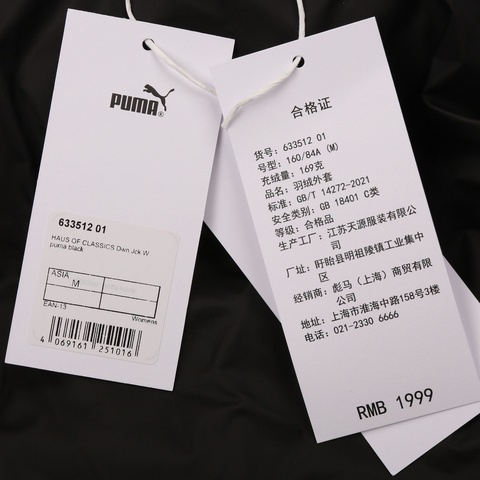 PUMA
633512 01
HAUS OF CLASSICS Dwn Jck W
puma black
ASIA
M
EAN-13
Womens
4 069161 251016
合格证
货号: 633512 01
号型: 160/84A (M)
充绒量: 169克
品名: 羽绒外套
标准: GB/T 14272-2021
安全类别: GB 18401 C类
等级: 合格品
生产工厂: 江苏天源服装有限公
司
厂址: 盱眙县明祖陵镇工业集中
区
经销商: 彪马(上海)商贸有限
公司
地址: 上海市淮海中路158号3楼
电话: 021-2330 6666
RMB 1999